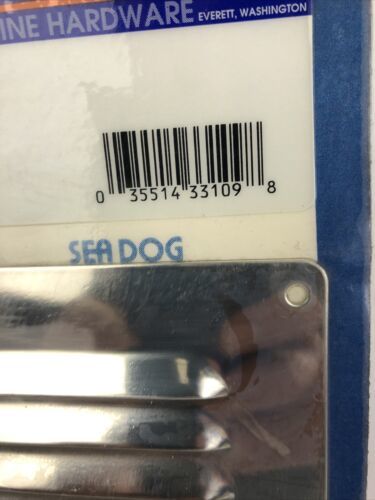 INE HARDWARE EVERETT, WASHINGTON
0 35514 33109 8
SEA DOG